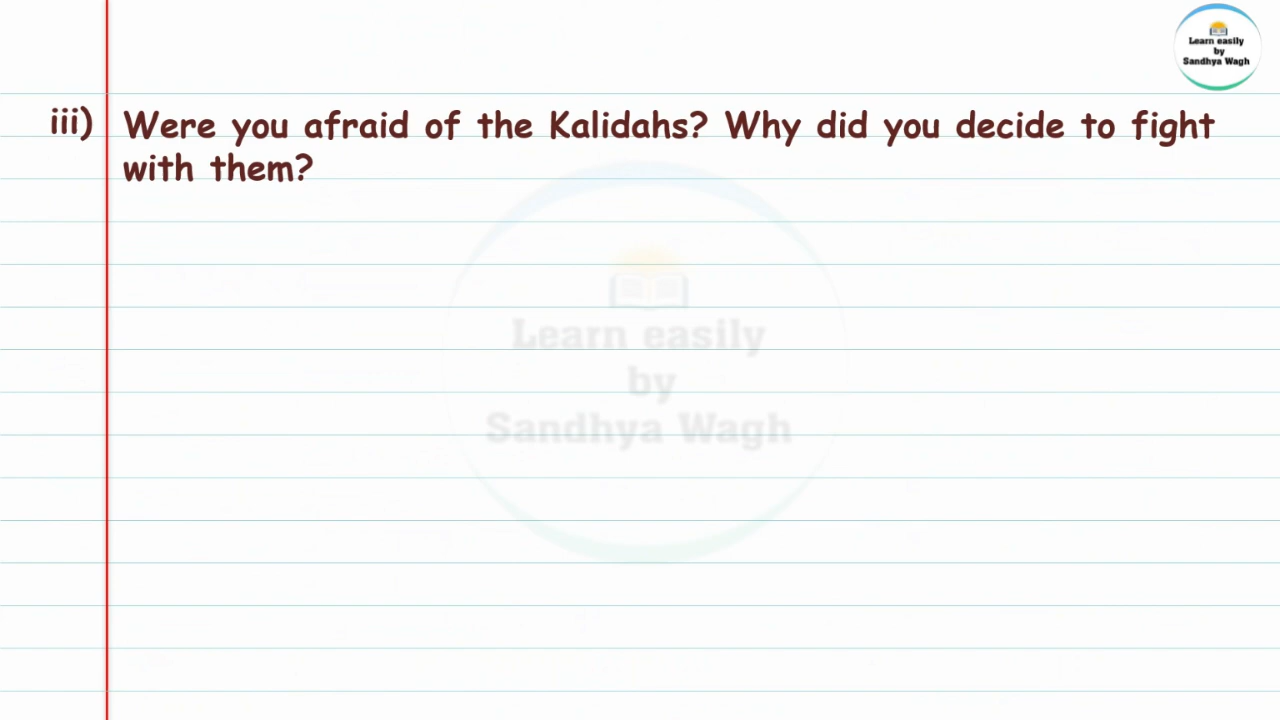 Learn easily
by
Sandhya Wagh
iii) Were you afraid of the Kalidahs? Why did you decide to fight
with them?
Learn easily
by
Sandhya Wagh